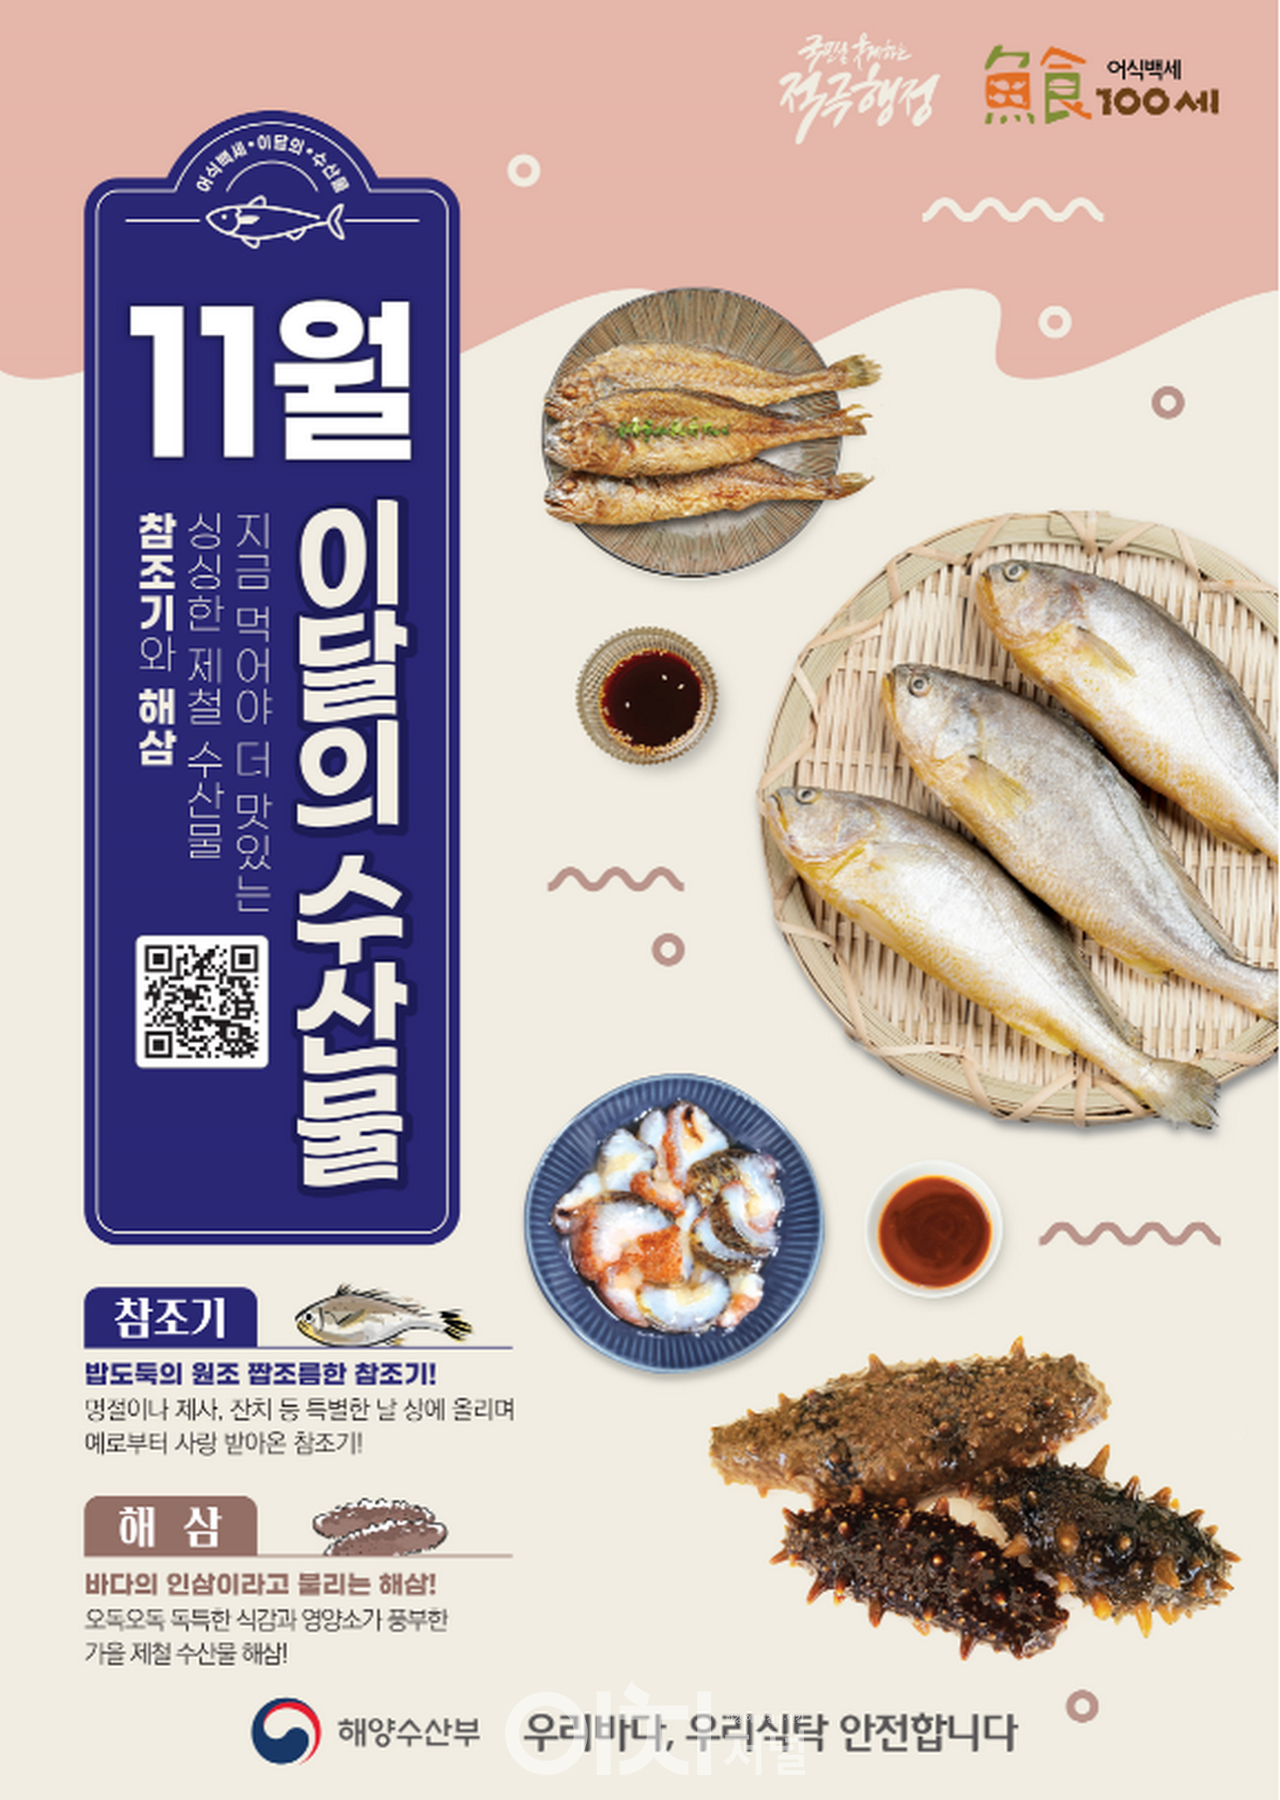 국민을 웃게하는
적극행정
魚食 어식백세
100세
어식백세•이달의•수산물
11월
이달의 수산물
지금 먹어야 더 맛있는
싱싱한 제철 수산물
참조기와 해삼
참조기
밥도둑의 원조 짭조름한 참조기!
명절이나 제사, 잔치 등 특별한 날 상에 올리며
예로부터 사랑 받아온 참조기!
해 삼
바다의 인삼이라고 불리는 해삼!
오독오독 독특한 식감과 영양소가 풍부한
가을 제철 수산물 해삼!
해양수산부
우리바다, 우리식탁 안전합니다
이치저널